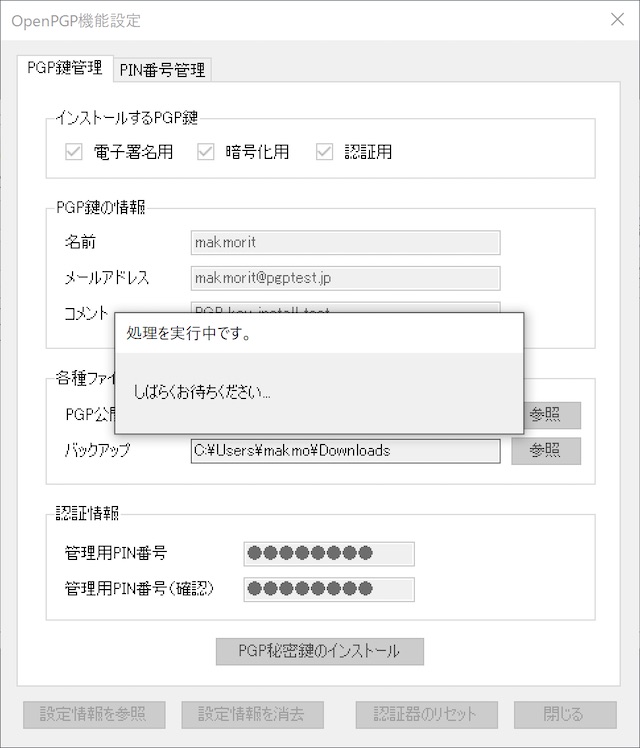 OpenPGP機能設定
PGP鍵管理 PIN番号管理
インストールするPGP鍵
電子署名用 暗号化用 認証用
PGP鍵の情報
名前 makmorit
メールアドレス makmorit@pgptest.jp
コメント PGP key install test
処理を実行中です。
しばらくお待ちください...
各種ファイ
PGP公開 参照
バックアップ C:¥Users¥makmo¥Downloads 参照
認証情報
管理用PIN番号 ●●●●●●●●
管理用PIN番号(確認) ●●●●●●●●
PGP秘密鍵のインストール
設定情報を参照 設定情報を消去 認証器のリセット 閉じる